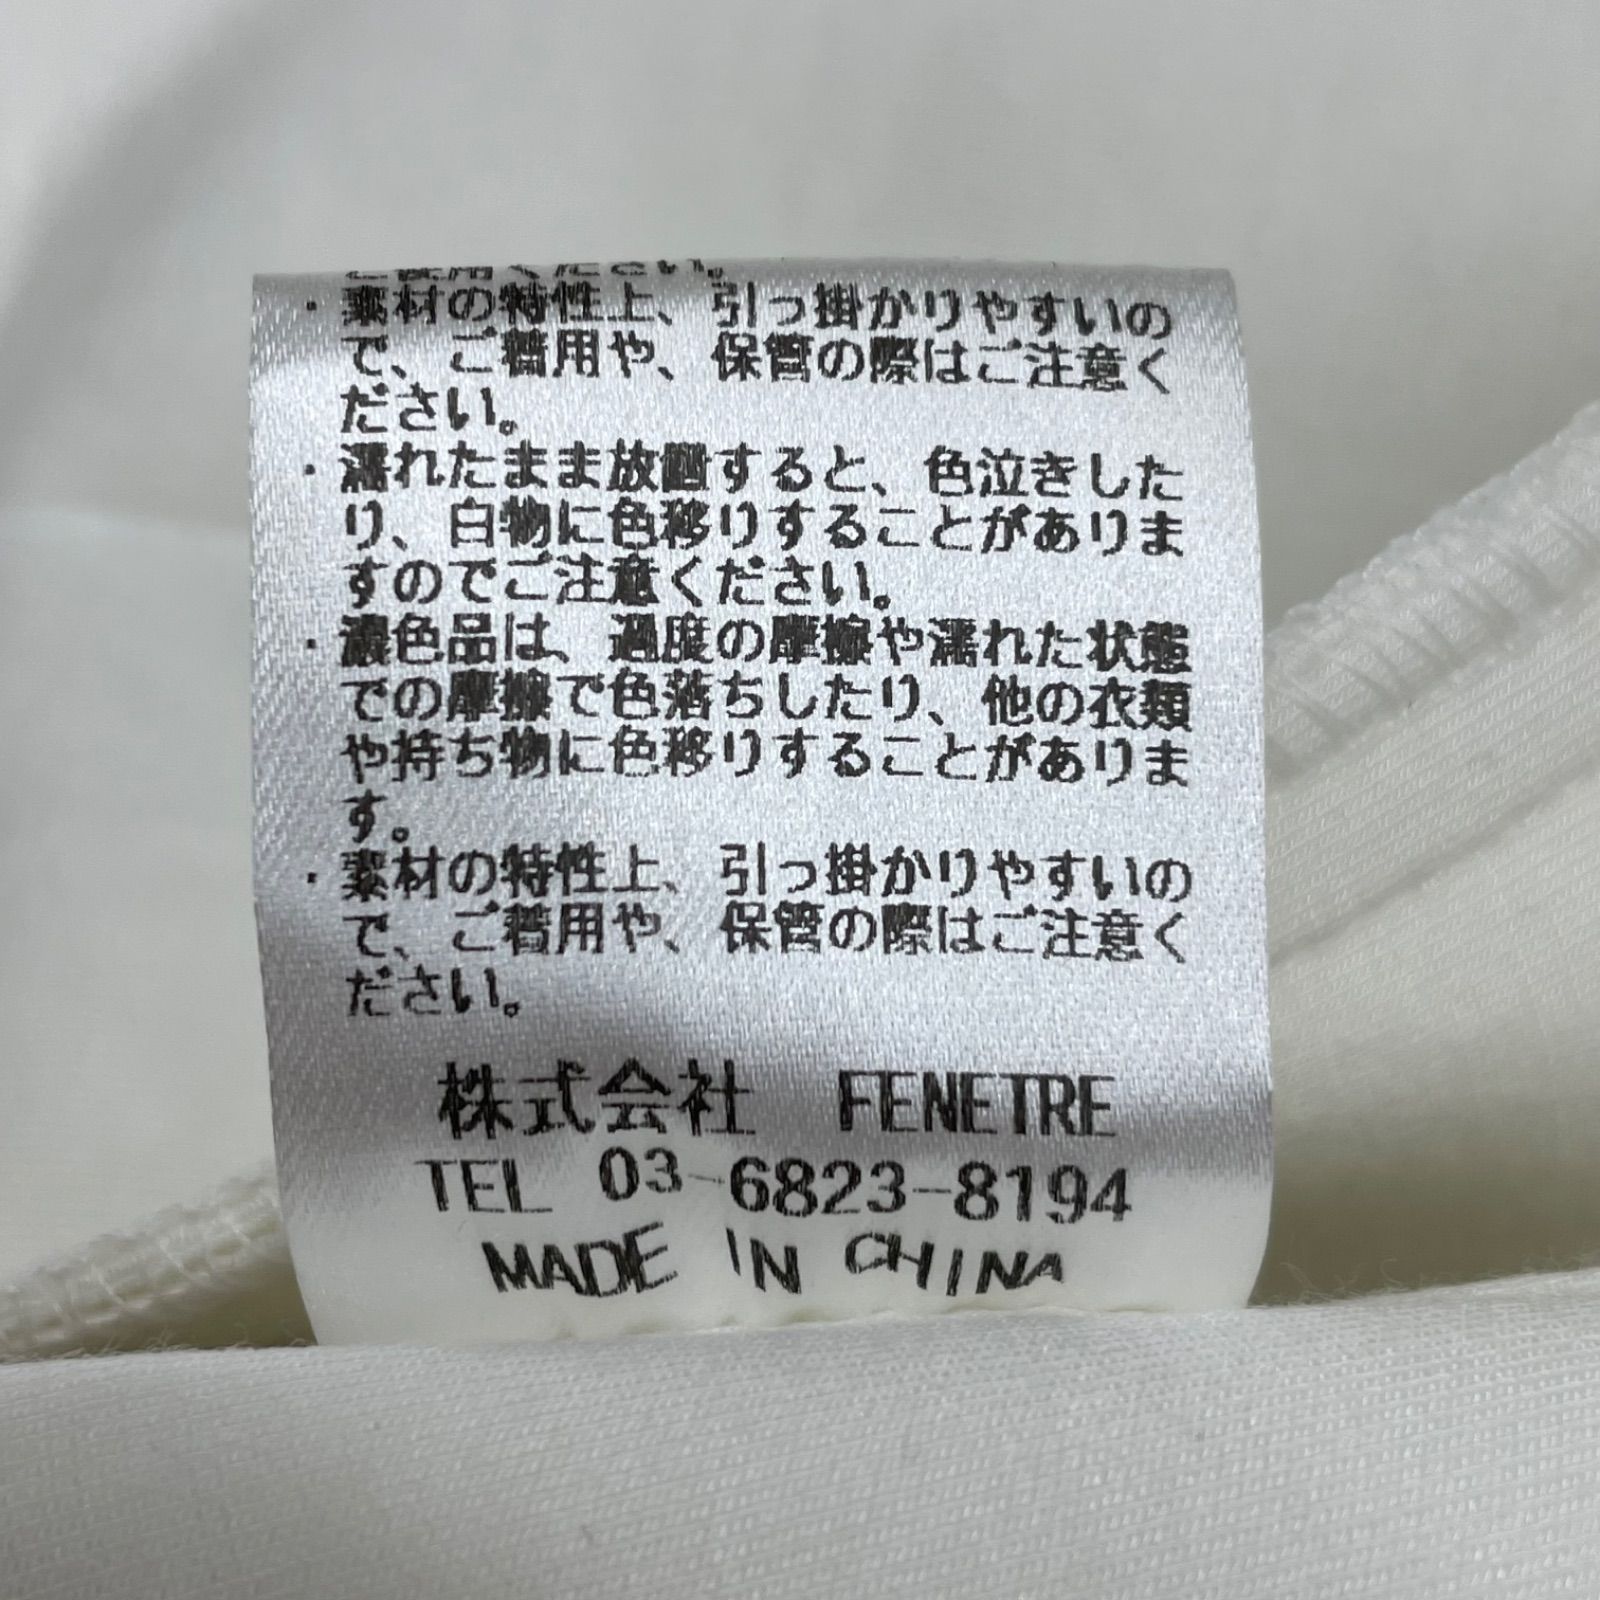 ご使用ください。
・素材の特性上、引っ掛かりやすいの
で、ご着用や、保管の際はご注意く
ださい。
・濡れたまま放置すると、色泣きした
り、白物に色移りすることがありま
すのでご注意ください。
・濃色品は、過度の摩擦や濡れた状態
での摩擦で色落ちしたり、他の衣類
や持ち物に色移りすることがありま
す。
・素材の特性上、引っ掛かりやすいの
で、ご着用や、保管の際はご注意く
ださい。
株式会社 FENETRE
TEL 03-6823-8194
MADE IN CHINA